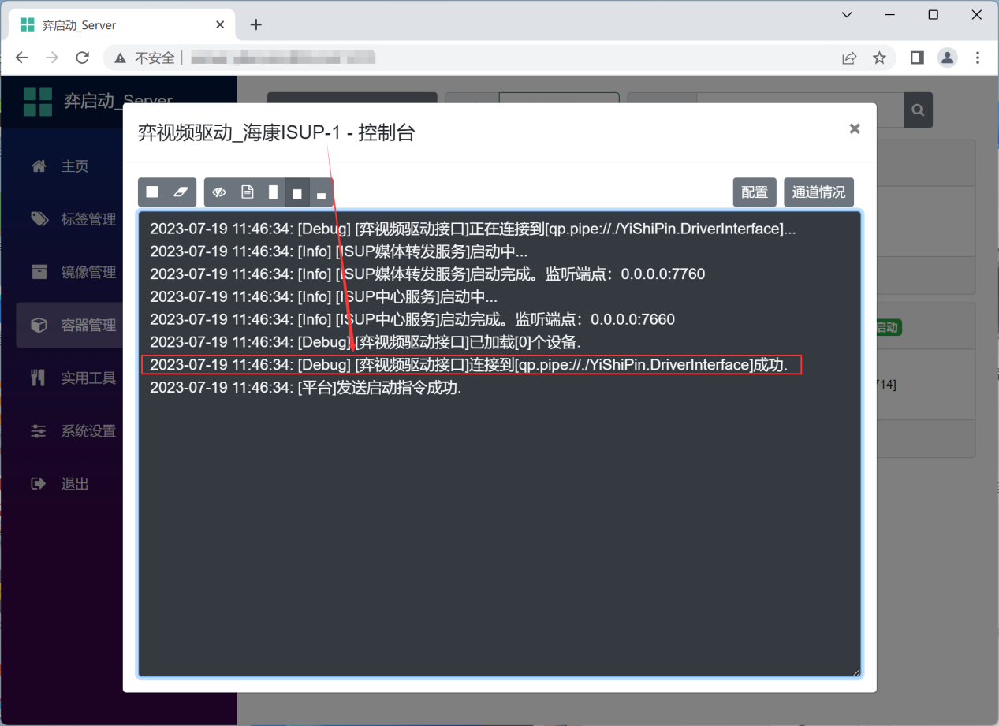 弈启动_Server
不安全
弈启动_Server
弈视频驱动_海康ISUP-1 - 控制台
主页
标签管理
镜像管理
容器管理
实用工具
系统设置
退出
配置
通道情况
2023-07-19 11:46:34: [Debug] [弈视频驱动接口]正在连接到[qp.pipe://./YiShiPin.DriverInterface]...
2023-07-19 11:46:34: [Info] [ISUP媒体转发服务]启动中...
2023-07-19 11:46:34: [Info] [ISUP媒体转发服务]启动完成。监听端点：0.0.0.0:7760
2023-07-19 11:46:34: [Info] [ISUP中心服务]启动中...
2023-07-19 11:46:34: [Info] [ISUP中心服务]启动完成。监听端点：0.0.0.0:7660
2023-07-19 11:46:34: [Debug] [弈视频驱动接口]已加载[0]个设备.
2023-07-19 11:46:34: [Debug] [弈视频驱动接口]连接到[qp.pipe://./YiShiPin.DriverInterface]成功.
2023-07-19 11:46:34: [平台]发送启动指令成功.
启动
714]